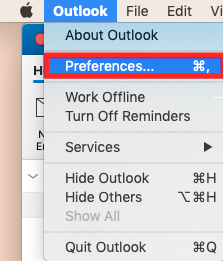 Outlook File Edit
About Outlook
Preferences... ⌘,
Work Offline
Turn Off Reminders
Services
Hide Outlook ⌘H
Hide Others ⌥⌘H
Show All
Quit Outlook ⌘Q